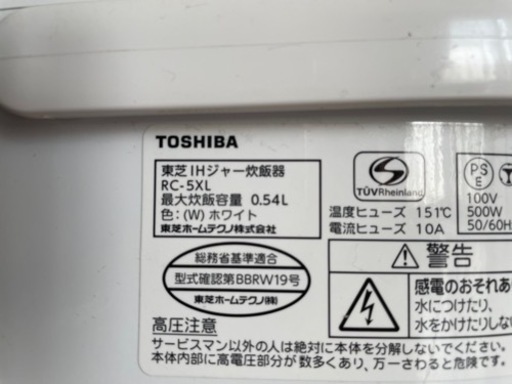 TOSHIBA
東芝IHジャー炊飯器
RC-5XL
最大炊飯容量 0.54L
色:(W) ホワイト
東芝ホームテクノ株式会社
総務省基準適合
型式確認第BBRW19号
東芝ホームテクノ(株)
高圧注意
サービスマン以外の人は絶対に本体を分解しないでください。
本体内部に高電圧部分が数多くあり、万一さわると危険
TÜVRheinland
PS
E
100V
500W
50/60H
温度ヒューズ 151℃
電流ヒューズ 10A
警告
感電のおそれあ
水につけたり、
水をかけたりしない